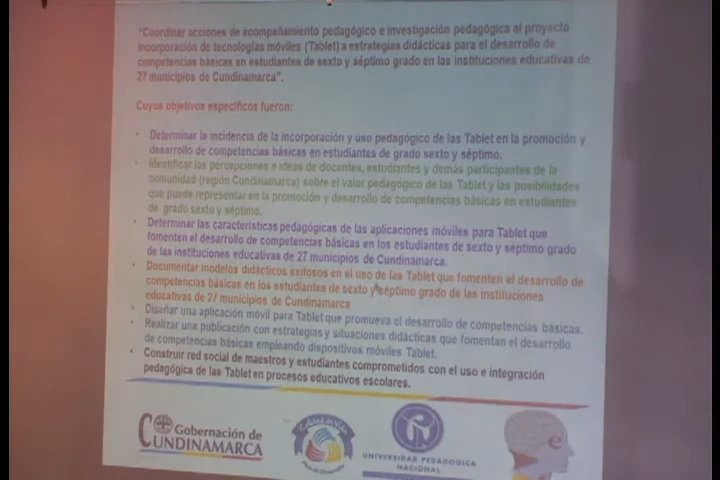 "Coordinar acciones de acompañamiento pedagógico e investigación pedagógica al proyecto
Incorporación de tecnologías móviles (Tablet) a estrategias didácticas para el desarrollo de
competencias básicas en estudiantes de sexto y séptimo grado en las instituciones educativas de
27 municipios de Cundinamarca".
Cuyos objetivos específicos fueron:
• Determinar la incidencia de la incorporación y uso pedagógico de las Tablet en la promoción y
desarrollo de competencias básicas en estudiantes de grado sexto y séptimo.
• Identificar las percepciones e ideas de docentes, estudiantes y demás participantes de la
comunidad (región Cundinamarca) sobre el valor pedagógico de las Tablet y las posibilidades
que puede representar en la promoción y desarrollo de competencias básicas en estudiantes
de grado sexto y séptimo.
• Determinar las características pedagógicas de las aplicaciones móviles para Tablet que
fomenten el desarrollo de competencias básicas en los estudiantes de sexto y séptimo grado
de las instituciones educativas de 27 municipios de Cundinamarca.
• Documentar modelos didácticos exitosos en el uso de las Tablet que fomenten el desarrollo de
competencias básicas en los estudiantes de sexto y séptimo grado de las instituciones
educativas de 27 municipios de Cundinamarca
• Diseñar una aplicación móvil para Tablet que promueva el desarrollo de competencias básicas.
• Realizar una publicación con estrategias y situaciones didácticas que fomentan el desarrollo
de competencias básicas empleando dispositivos móviles Tablet.
• Construir red social de maestros y estudiantes comprometidos con el uso e integración
pedagógica de las Tablet en procesos educativos escolares.
Gobernación de
CUNDINAMARCA
UNIVERSIDAD PEDAGOGICA
NACIONAL